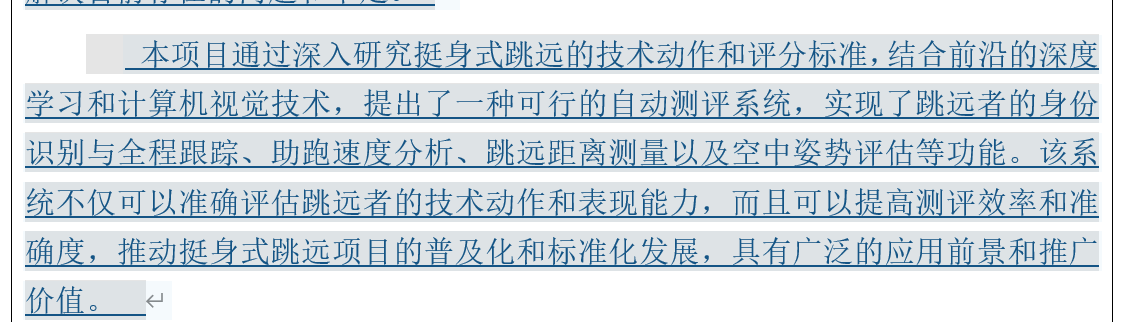 本项目通过深入研究挺身式跳远的技术动作和评分标准，结合前沿的深度
学习和计算机视觉技术，提出了一种可行的自动测评系统，实现了跳远者的身份
识别与全程跟踪、助跑速度分析、跳远距离测量以及空中姿势评估等功能。该系
统不仅可以准确评估跳远者的技术动作和表现能力，而且可以提高测评效率和准
确度，推动挺身式跳远项目的普及化和标准化发展，具有广泛的应用前景和推广
价值。